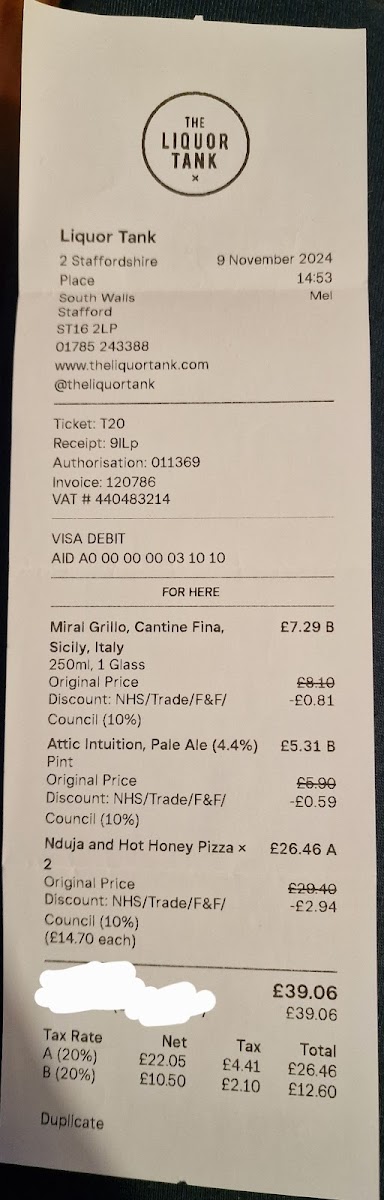 THE
LIQUOR
TANK
×
Liquor Tank
2 Staffordshire 9 November 2024
Place 14:53
South Walls Mel
Stafford
ST16 2LP
01785 243388
www.theliquortank.com
@theliquortank
Ticket: T20
Receipt: 9ILp
Authorisation: 011369
Invoice: 120786
VAT # 440483214
VISA DEBIT
AID A0 00 00 00 03 10 10
FOR HERE
Miral Grillo, Cantine Fina, £7.29 B
Sicily, Italy
250ml, 1 Glass
Original Price £8.10
Discount: NHS/Trade/F&F/ -£0.81
Council (10%)
Attic Intuition, Pale Ale (4.4%) £5.31 B
Pint
Original Price £5.90
Discount: NHS/Trade/F&F/ -£0.59
Council (10%)
Nduja and Hot Honey Pizza × £26.46 A
2
Original Price £29.40
Discount: NHS/Trade/F&F/ -£2.94
Council (10%)
(£14.70 each)
£39.06
£39.06
Tax Rate Net Tax Total
A (20%) £22.05 £4.41 £26.46
B (20%) £10.50 £2.10 £12.60
Duplicate